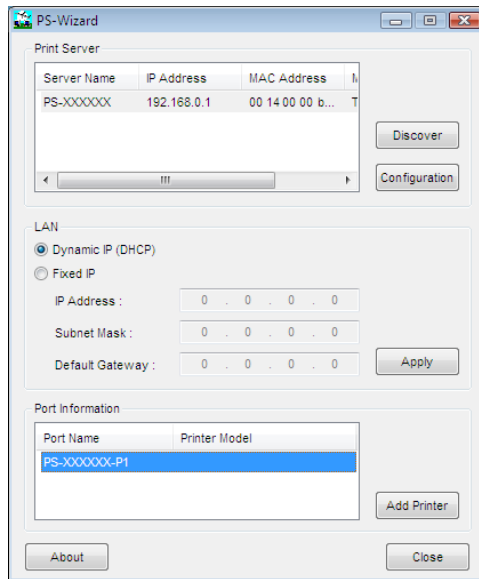 PS-Wizard
Print Server
Server Name IP Address MAC Address
PS-XXXXXX 192.168.0.1 00 14 00 00 b... T
Discover
Configuration
LAN
Dynamic IP (DHCP)
Fixed IP
IP Address : 0 . 0 . 0 . 0
Subnet Mask : 0 . 0 . 0 . 0
Default Gateway : 0 . 0 . 0 . 0
Apply
Port Information
Port Name Printer Model
PS-XXXXXX-P1
Add Printer
About Close